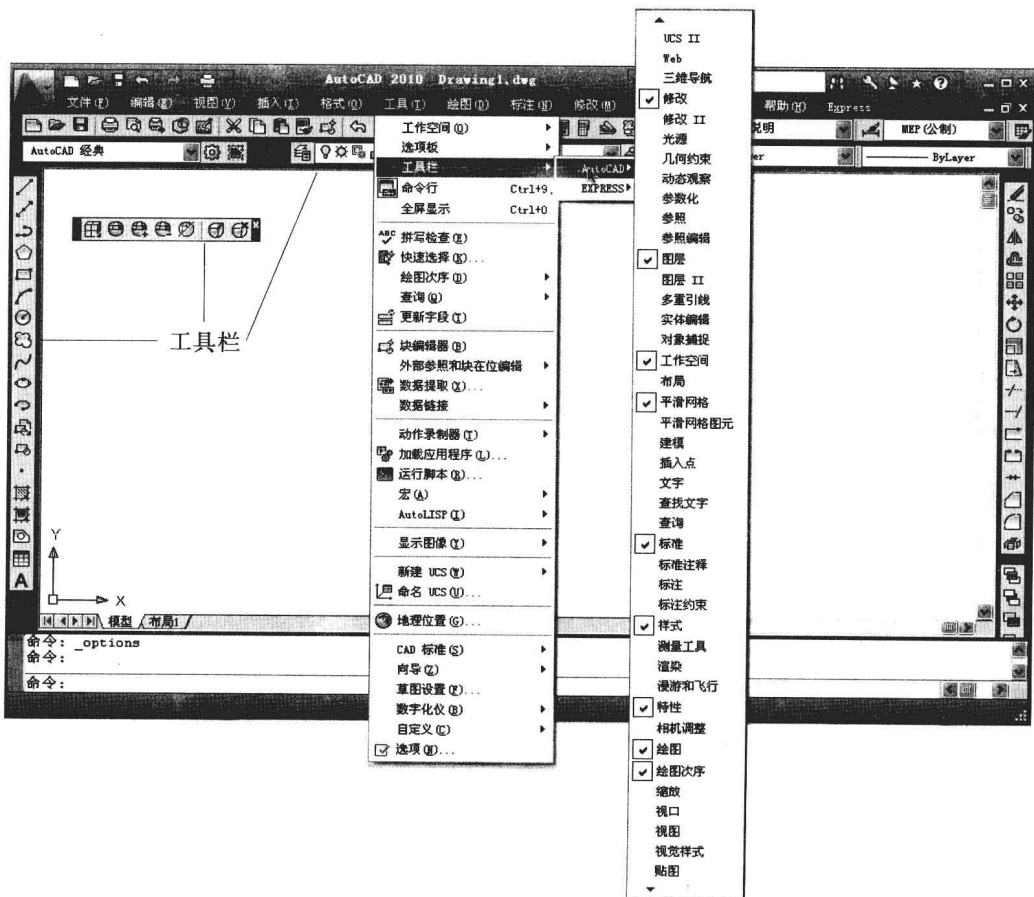 AutoCAD 2010 Drawing1.dwg
文件(F) 编辑(E) 视图(V) 插入(I) 格式(O) 工具(T) 绘图(D) 标注(N) 修改(M) 帮助(H) Express
AutoCAD 经典
说明
MEP(公制)
ByLayer
工具栏
工作空间(O)
选项板
工具栏
命令行 Ctrl+9
全屏显示 Ctrl+0
拼写检查(E)
快速选择(K)...
绘图次序(D)
查询(Q)
更新字段(T)
块编辑器(B)
外部参照和块在位编辑
数据提取(X)...
数据链接
动作录制器(T)
加载应用程序(L)...
运行脚本(R)...
宏(A)
AutoLISP(I)
显示图像(Y)
新建 UCS(W)
命名 UCS(U)...
地理位置(G)...
CAD 标准(S)
向导(Z)
草图设置(F)...
数字化仪(B)
自定义(C)
选项(N)...
AutoCAD
EXPRESS
UCS II
Web
三维导航
修改
修改 II
光源
几何约束
动态观察
参数化
参照
参照编辑
图层
图层 II
多重引线
实体编辑
对象捕捉
工作空间
布局
平滑网格
平滑网格图元
建模
插入点
文字
查找文字
查询
标准
标准注释
标注
标注约束
样式
测量工具
渲染
漫游和飞行
特性
相机调整
绘图
绘图次序
缩放
视口
视图
视觉样式
贴图
A
Y
X
模型 布局1
命令: _options
命令:
命令: